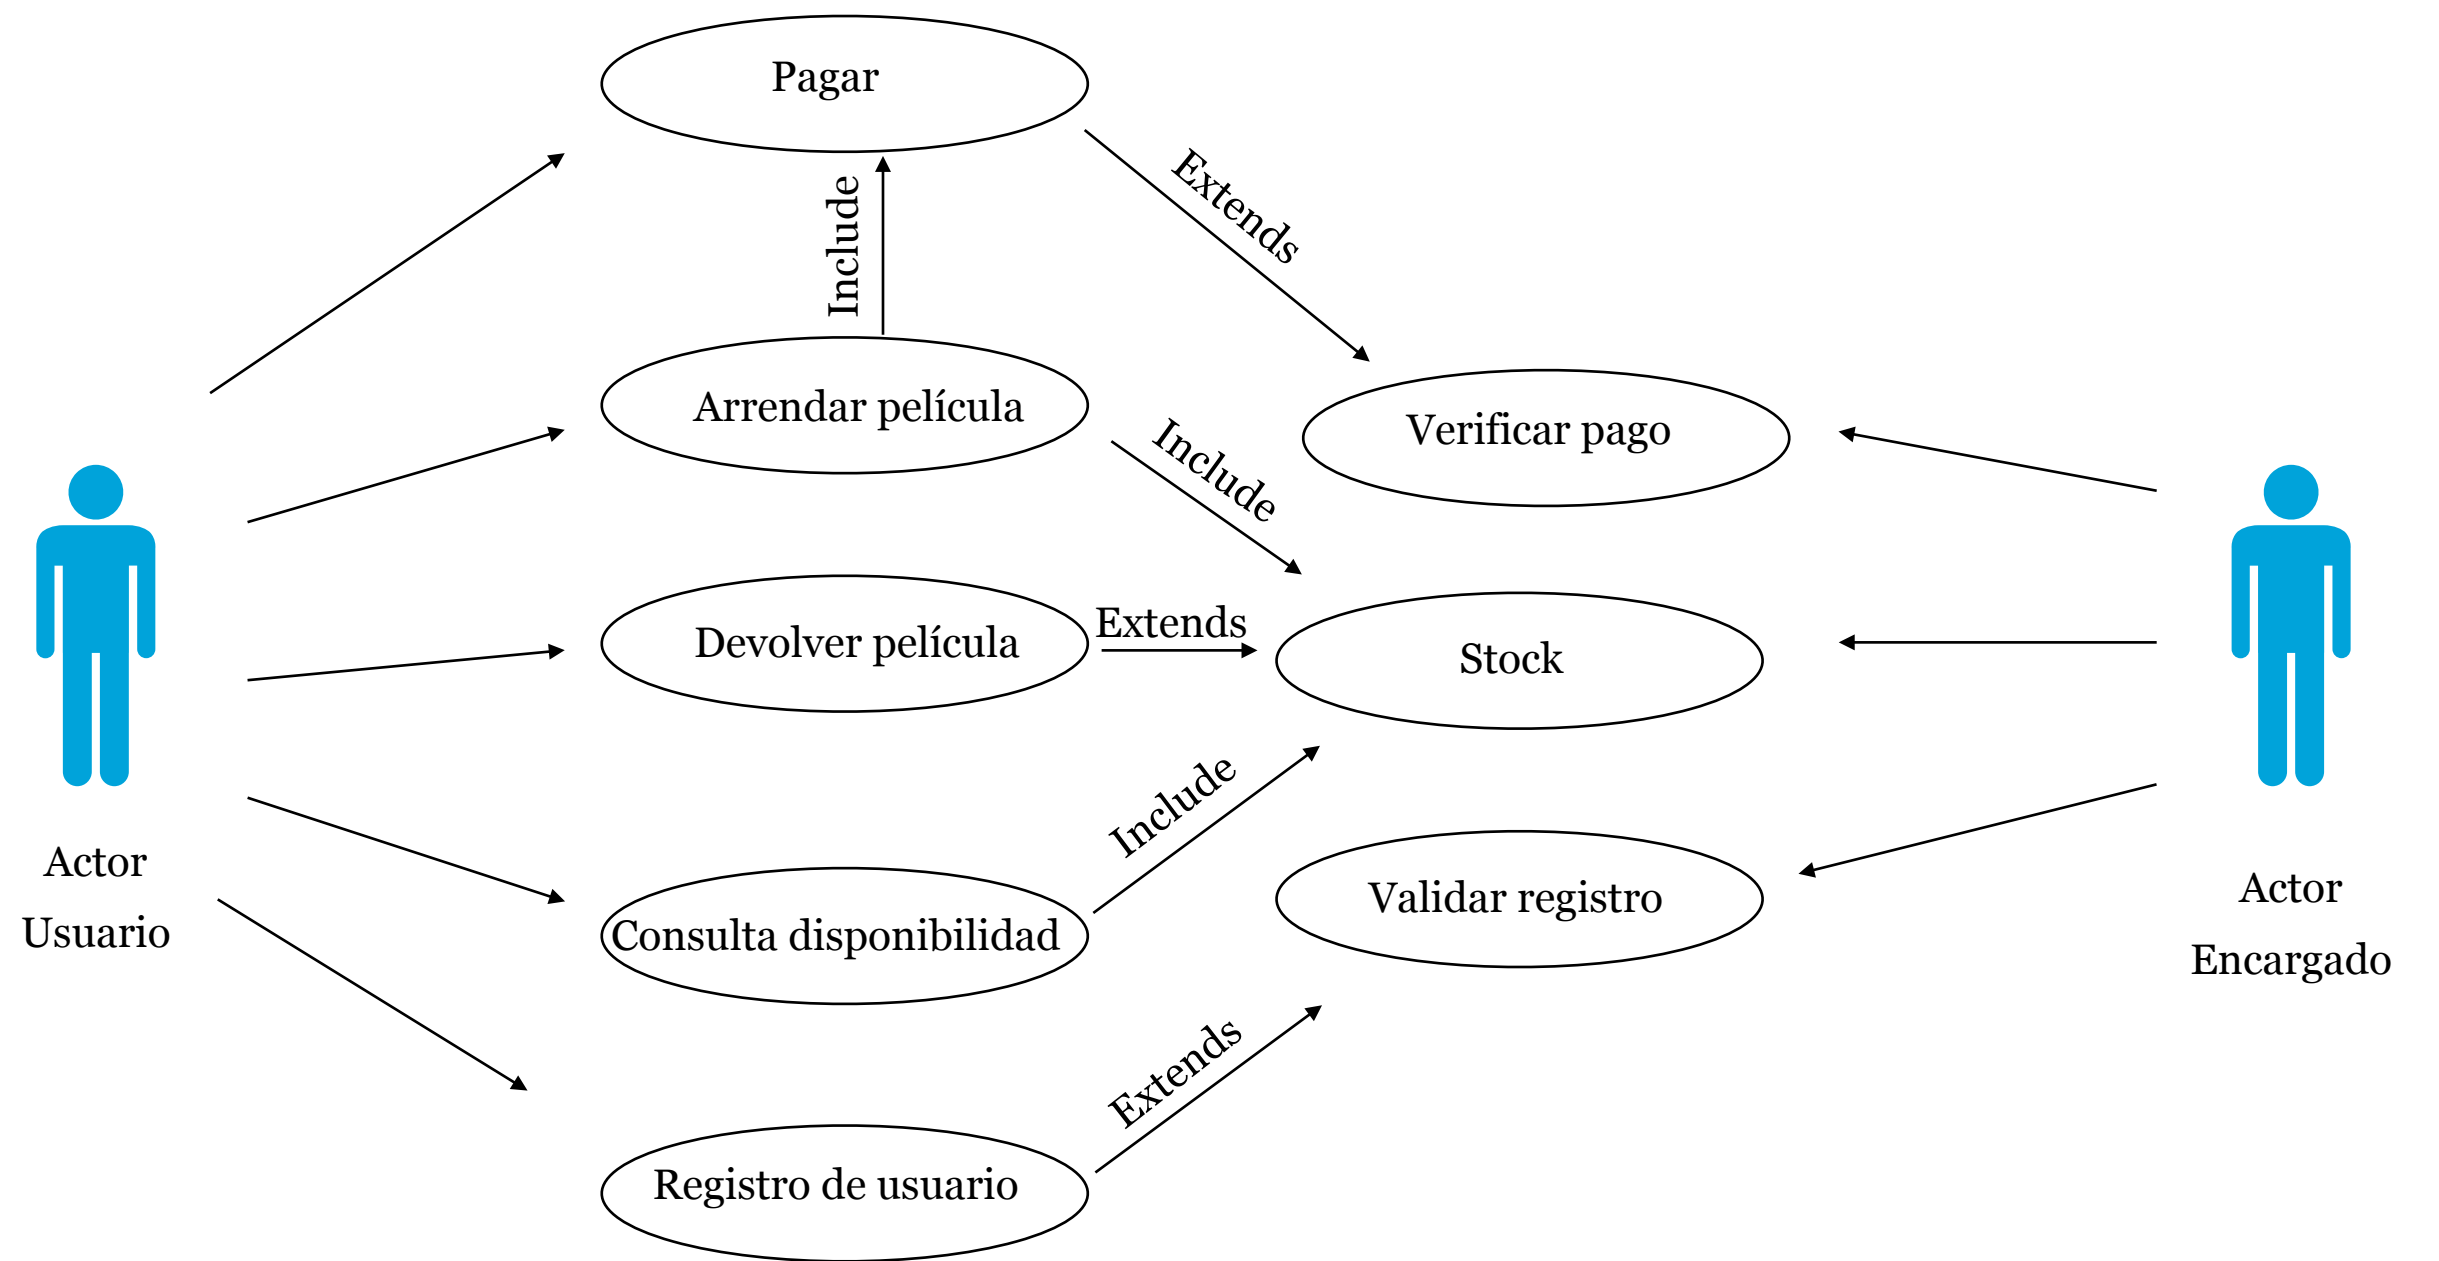 Pagar
Extends
Include
Arrendar película
Include
Verificar pago
Devolver película
Extends
Stock
Include
Actor
Usuario
Consulta disponibilidad
Validar registro
Actor
Encargado
Extends
Registro de usuario